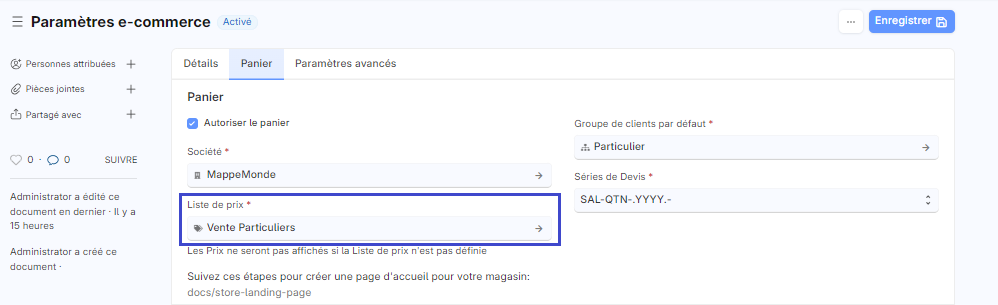 Paramètres e-commerce Activé
... Enregistrer
Personnes attribuées +
Pièces jointes +
Partagé avec +
0 · 0 SUIVRE
Administrator a édité ce
document en dernier · Il y a
15 heures
Administrator a créé ce
document ·
Détails Panier Paramètres avancés
Panier
Autoriser le panier
Société *
MappeMonde
Liste de prix *
Vente Particuliers
Les Prix ne seront pas affichés si la Liste de prix n'est pas définie
Suivez ces étapes pour créer une page d'accueil pour votre magasin:
docs/store-landing-page
Groupe de clients par défaut *
Particulier
Séries de Devis *
SAL-QTN-.YYYY.-